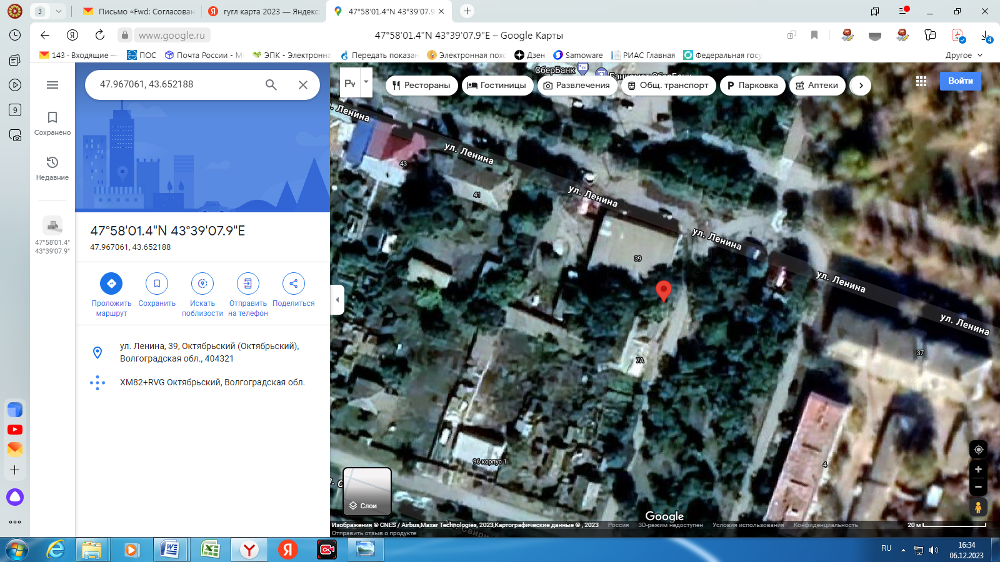 3
Письмо «Fwd: Согласован
гугл карта 2023 — Яндекс
47°58'01.4"N 43°39'07.9
www.google.ru
47°58'01.4"N 43°39'07.9"E – Google Карты
4
143 · Входящие —
ПОС
Почта России - М
ЭПК - Электронна
Передать показан
Электронная похо
Дзен
Samoware
РИАС Главная
Федеральная госу
Другое
9
Сохранено
Недавние
47°58'01.4"
43°39'07.9"
47.967061, 43.652188
47°58'01.4"N 43°39'07.9"E
47.967061, 43.652188
Проложить
маршрут
Сохранить
Искать
поблизости
Отправить
на телефон
Поделиться
ул. Ленина, 39, Октябрьский (Октябрьский),
Волгоградская обл., 404321
XM82+RVG Октябрьский, Волгоградская обл.
СберБанк
Банкомат СберБанк
Рестораны
Гостиницы
Развлечения
Общ. транспорт
Парковка
Аптеки
Войти
л. Ленина
ул. Ленина
ул. Ленина
ул. Ленина
ул. Ленина
ул. Ленина
43
41
39
7А
37
4
96 корпус 1
Слои
Google
Изображения © CNES / Airbus,Maxar Technologies, 2023,Картографические данные © , 2023
Россия
3D-режим недоступен
Условия использования
Конфиденциальность
20 м
Отправить отзыв о продукте
RU
16:34
06.12.2023